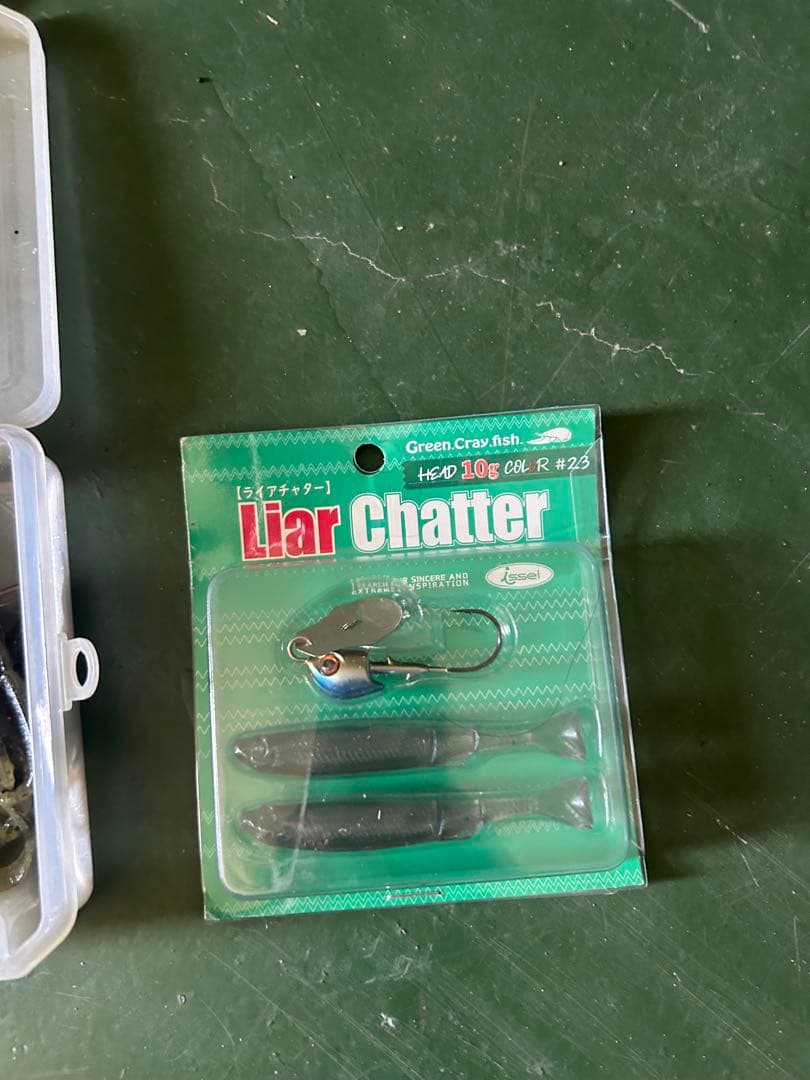 Green.Cray.fish.
HEAD 10g COLOR #23
【ライアチャター】
Liar Chatter
SINCERE AND
issei